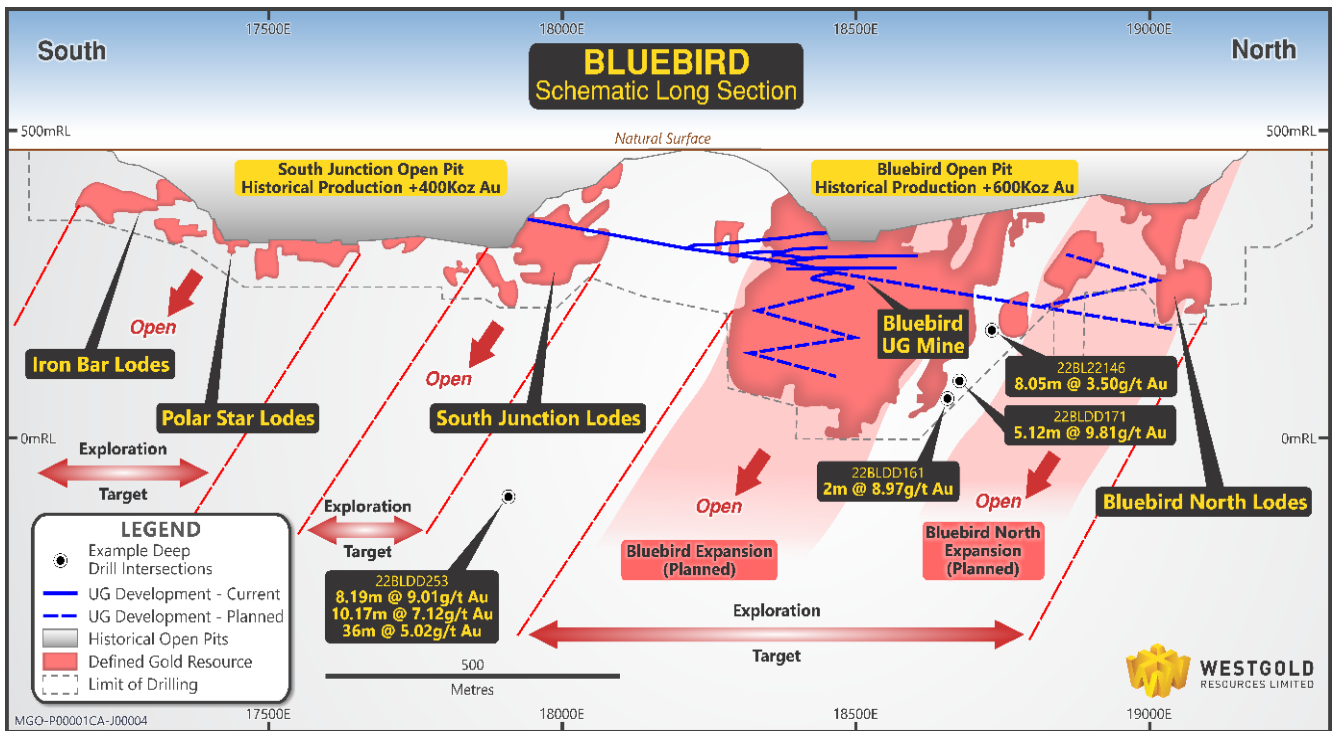 17500E
18000E
18500E
19000E
South
BLUEBIRD
Schematic Long Section
North
500mRL
Natural Surface
500mRL
South Junction Open Pit
Historical Production +400Koz Au
Bluebird Open Pit
Historical Production +600Koz Au
Open
Iron Bar Lodes
Polar Star Lodes
Open
South Junction Lodes
Bluebird
UG Mine
22BL22146
8.05m @ 3.50g/t Au
22BLDD171
5.12m @ 9.81g/t Au
22BLDD161
2m @ 8.97g/t Au
0mRL
0mRL
Open
Open
Bluebird North Lodes
Exploration
Target
Exploration
Target
Bluebird Expansion
(Planned)
Bluebird North
Expansion
(Planned)
22BLDD253
8.19m @ 9.01g/t Au
10.17m @ 7.12g/t Au
36m @ 5.02g/t Au
Exploration
Target
LEGEND
Example Deep
Drill Intersections
UG Development - Current
UG Development - Planned
Historical Open Pits
Defined Gold Resource
Limit of Drilling
500
Metres
WESTGOLD
RESOURCES LIMITED
MGO-P00001CA-J00004
17500E
18000E
18500E
19000E